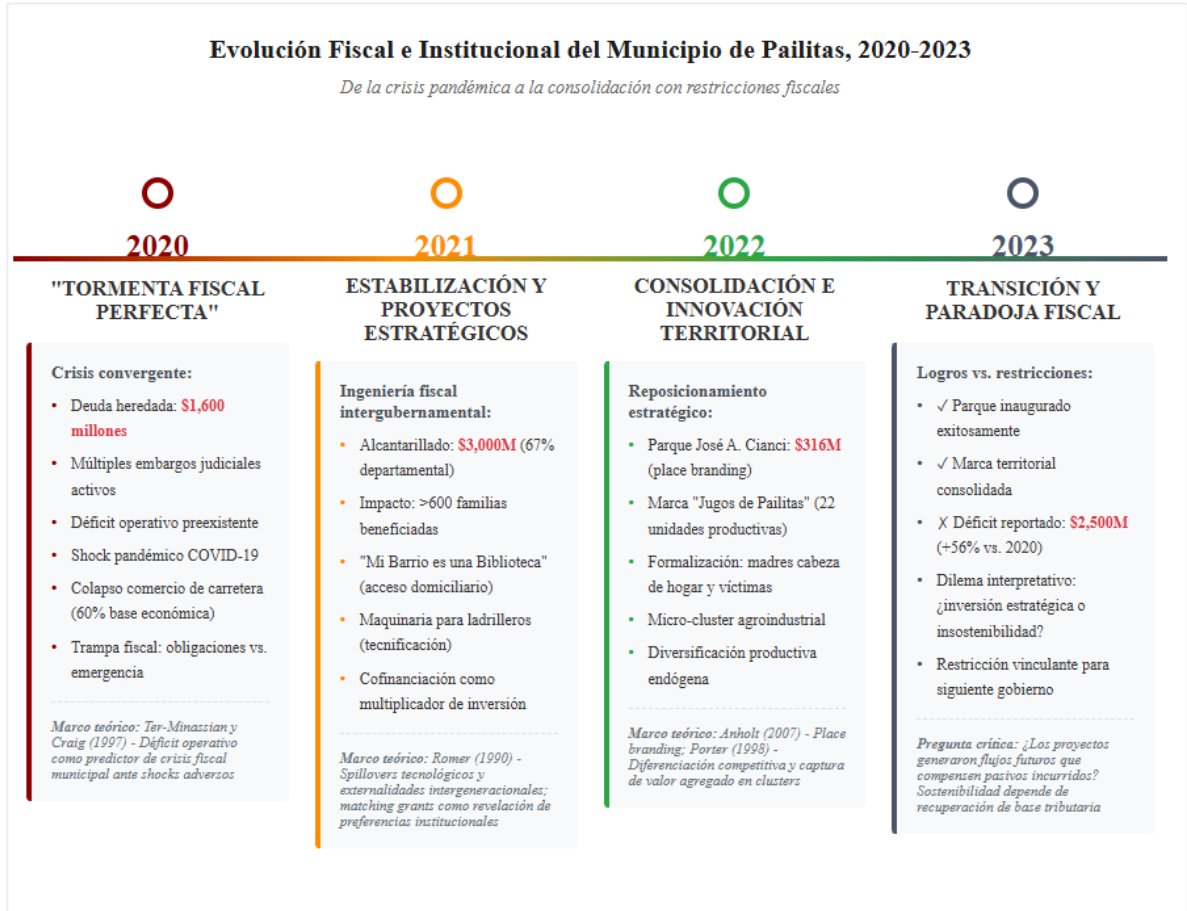 Evolución Fiscal e Institucional del Municipio de Pailitas, 2020-2023
De la crisis pandémica a la consolidación con restricciones fiscales
2020
"TORMENTA FISCAL
PERFECTA"
Crisis convergente:
• Deuda heredada: $1,600
millones
• Múltiples embargos judiciales
activos
• Déficit operativo preexistente
• Shock pandémico COVID-19
• Colapso comercio de carretera
(60% base económica)
• Trampa fiscal: obligaciones vs.
emergencia
Marco teórico: Ter-Minassian y
Craig (1997) - Déficit operativo
como predictor de crisis fiscal
municipal ante shocks adversos
2021
ESTABILIZACIÓN Y
PROYECTOS
ESTRATÉGICOS
Ingeniería fiscal
intergubernamental:
• Alcantarillado: $3,000M (67%
departamental)
• Impacto: >600 familias
beneficiadas
• "Mi Barrio es una Biblioteca"
(acceso domiciliario)
• Maquinaria para ladrilleros
(tecnificación)
• Cofinanciación como
multiplicador de inversión
Marco teórico: Romer (1990) -
Spillovers tecnológicos y
externalidades intergeneracionales;
matching grants como revelación de
preferencias institucionales
2022
CONSOLIDACIÓN E
INNOVACIÓN
TERRITORIAL
Reposicionamiento
estratégico:
• Parque José A. Cianci: $316M
(place branding)
• Marca "Jugos de Pailitas" (22
unidades productivas)
• Formalización: madres cabeza
de hogar y víctimas
• Micro-cluster agroindustrial
• Diversificación productiva
endógena
Marco teórico: Anholt (2007) - Place
branding; Porter (1998) -
Diferenciación competitiva y captura
de valor agregado en clusters
2023
TRANSICIÓN Y
PARADOJA FISCAL
Logros vs. restricciones:
• ✓ Parque inaugurado
exitosamente
• ✓ Marca territorial
consolidada
• ✗ Déficit reportado: $2,500M
(+56% vs. 2020)
• Dilema interpretativo:
¿inversión estratégica o
insostenibilidad?
• Restricción vinculante para
siguiente gobierno
Pregunta crítica: ¿Los proyectos
generaron flujos futuros que
compensen pasivos incurridos?
Sostenibilidad depende de
recuperación de base tributaria